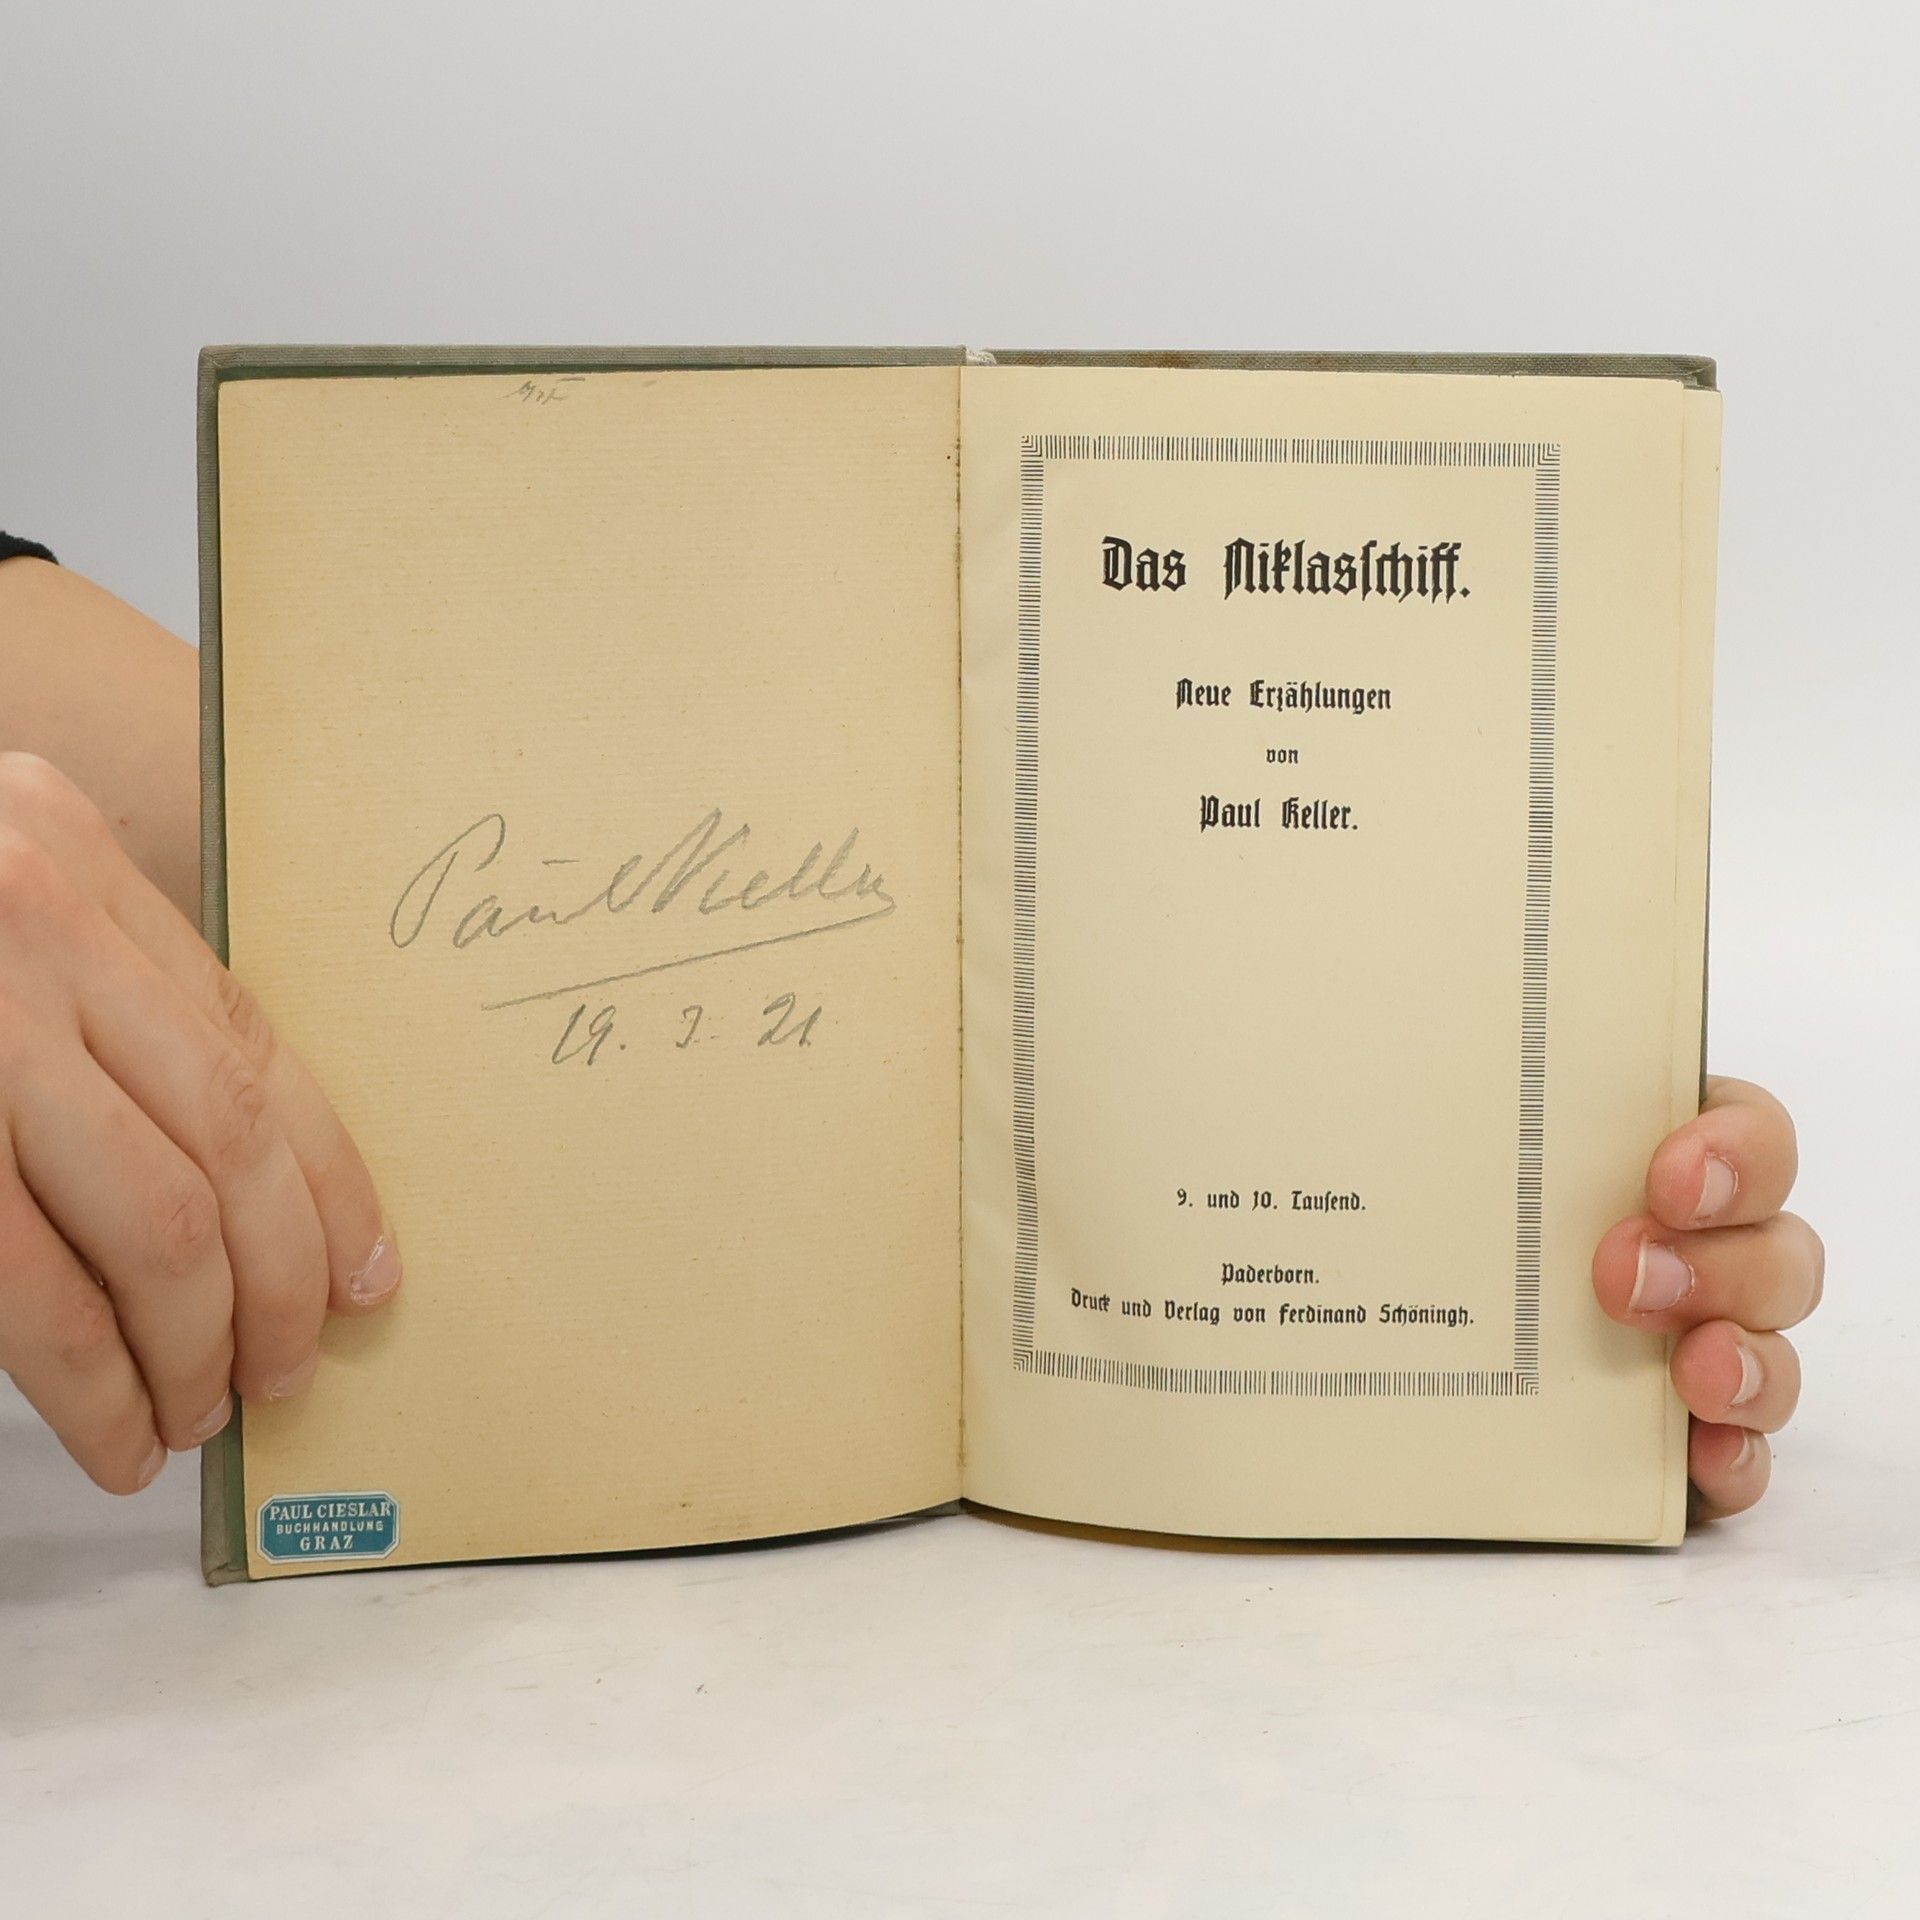 Paul Keller
19. 3. 21
PAUL CIESLAR
BUCHHANDLUNG
GRAZ
Das Niklasſchiff.
Neue Erzählungen
von
Paul Keller.
9. und 10. Tauſend.
Paderborn.
Druck und Verlag von Ferdinand Schöningh.